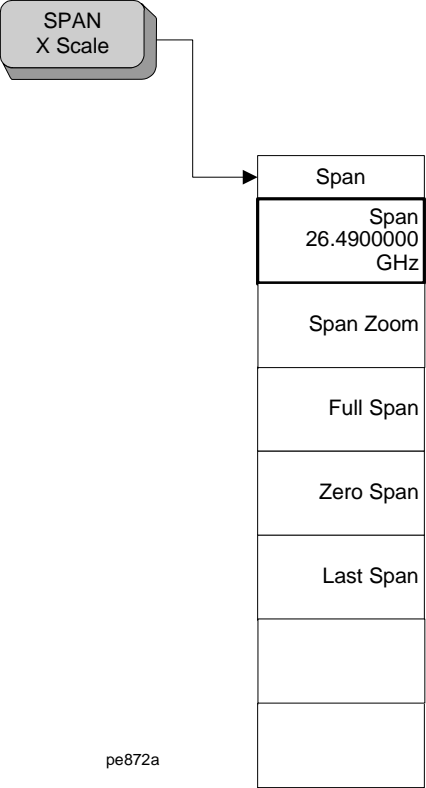 SPAN
X Scale
Span
Span
26.4900000
GHz
Span Zoom
Full Span
Zero Span
Last Span
pe872a